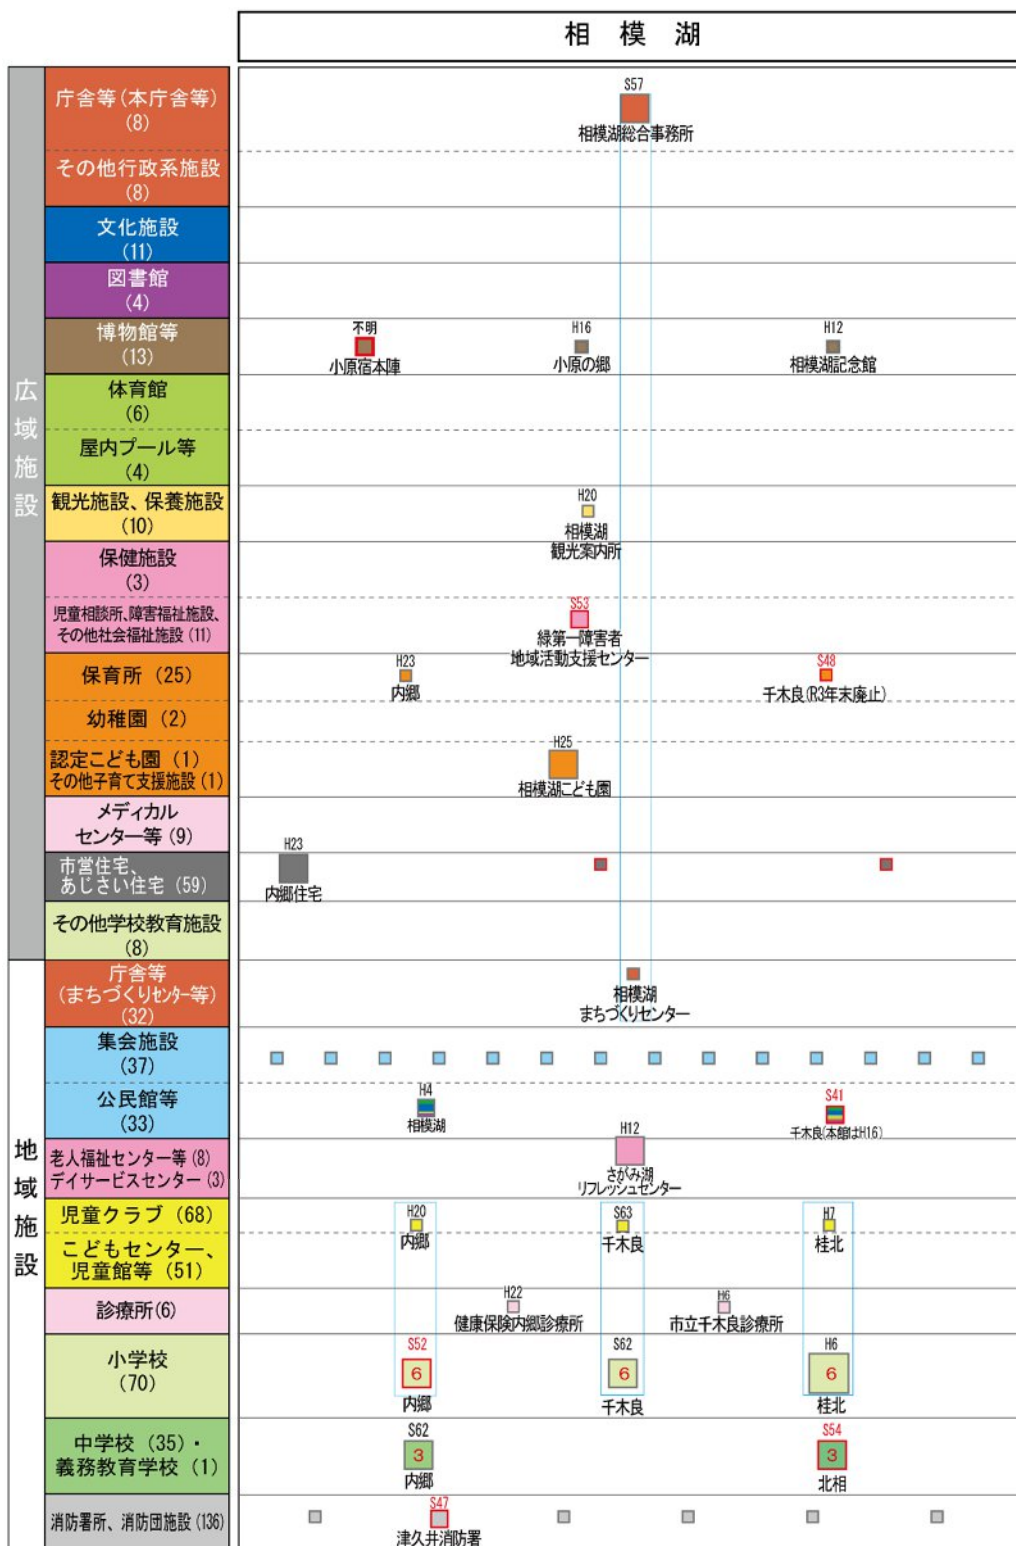 相模湖
広域施設
庁舎等(本庁舎等)
(8)
S57
相模湖総合事務所
その他行政系施設
(8)
文化施設
(11)
図書館
(4)
博物館等
(13)
不明
小原宿本陣
H16
小原の郷
H12
相模湖記念館
体育館
(6)
屋内プール等
(4)
観光施設、保養施設
(10)
H20
相模湖
観光案内所
保健施設
(3)
児童相談所、障害福祉施設、
その他社会福祉施設(11)
S53
緑第一障害者
地域活動支援センター
保育所(25)
H23
内郷
S48
千木良(R3年末廃止)
幼稚園(2)
認定こども園(1)
その他子育て支援施設(1)
H25
相模湖こども園
メディカル
センター等(9)
市営住宅、
あじさい住宅(59)
H23
内郷住宅
その他学校教育施設
(8)
地域施設
庁舎等
(まちづくりセンター等)
(32)
相模湖
まちづくりセンター
集会施設
(37)
公民館等
(33)
H4
相模湖
S41
千木良(本館はH16)
老人福祉センター等(8)
デイサービスセンター(3)
H12
さがみ湖
リフレッシュセンター
児童クラブ(68)
H20
内郷
S63
千木良
H7
桂北
こどもセンター、
児童館等(51)
診療所(6)
H22
健康保険内郷診療所
H6
市立千木良診療所
小学校
(70)
S52
6
内郷
S62
6
千木良
H6
6
桂北
中学校(35)・
義務教育学校(1)
S62
3
内郷
S54
3
北相
消防署所、消防団施設(136)
S47
津久井消防署